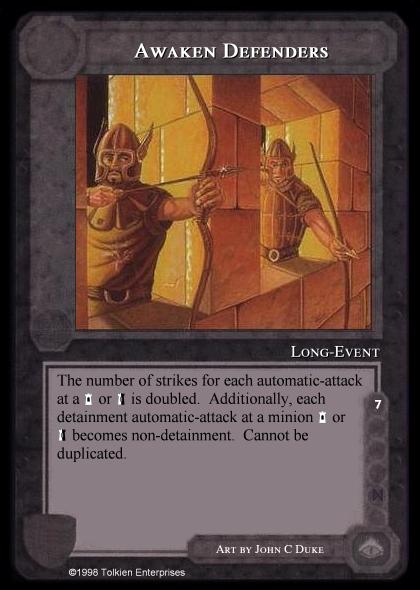 Awaken Defenders
Long-Event
The number of strikes for each automatic-attack
at a or is doubled. Additionally, each
detainment automatic-attack at a minion or
becomes non-detainment. Cannot be
duplicated.
7
Art by John C Duke
©1998 Tolkien Enterprises